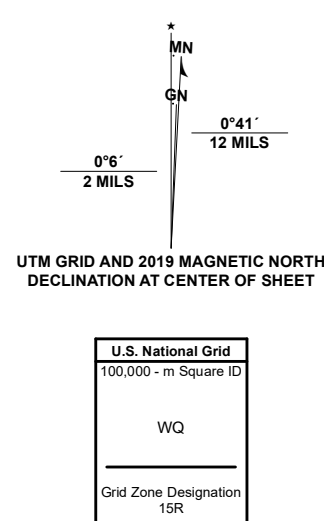 ★
MN
GN
0°41´
12 MILS
0°6´
2 MILS
UTM GRID AND 2019 MAGNETIC NORTH
DECLINATION AT CENTER OF SHEET
U.S. National Grid
100,000 - m Square ID
WQ
Grid Zone Designation
15R